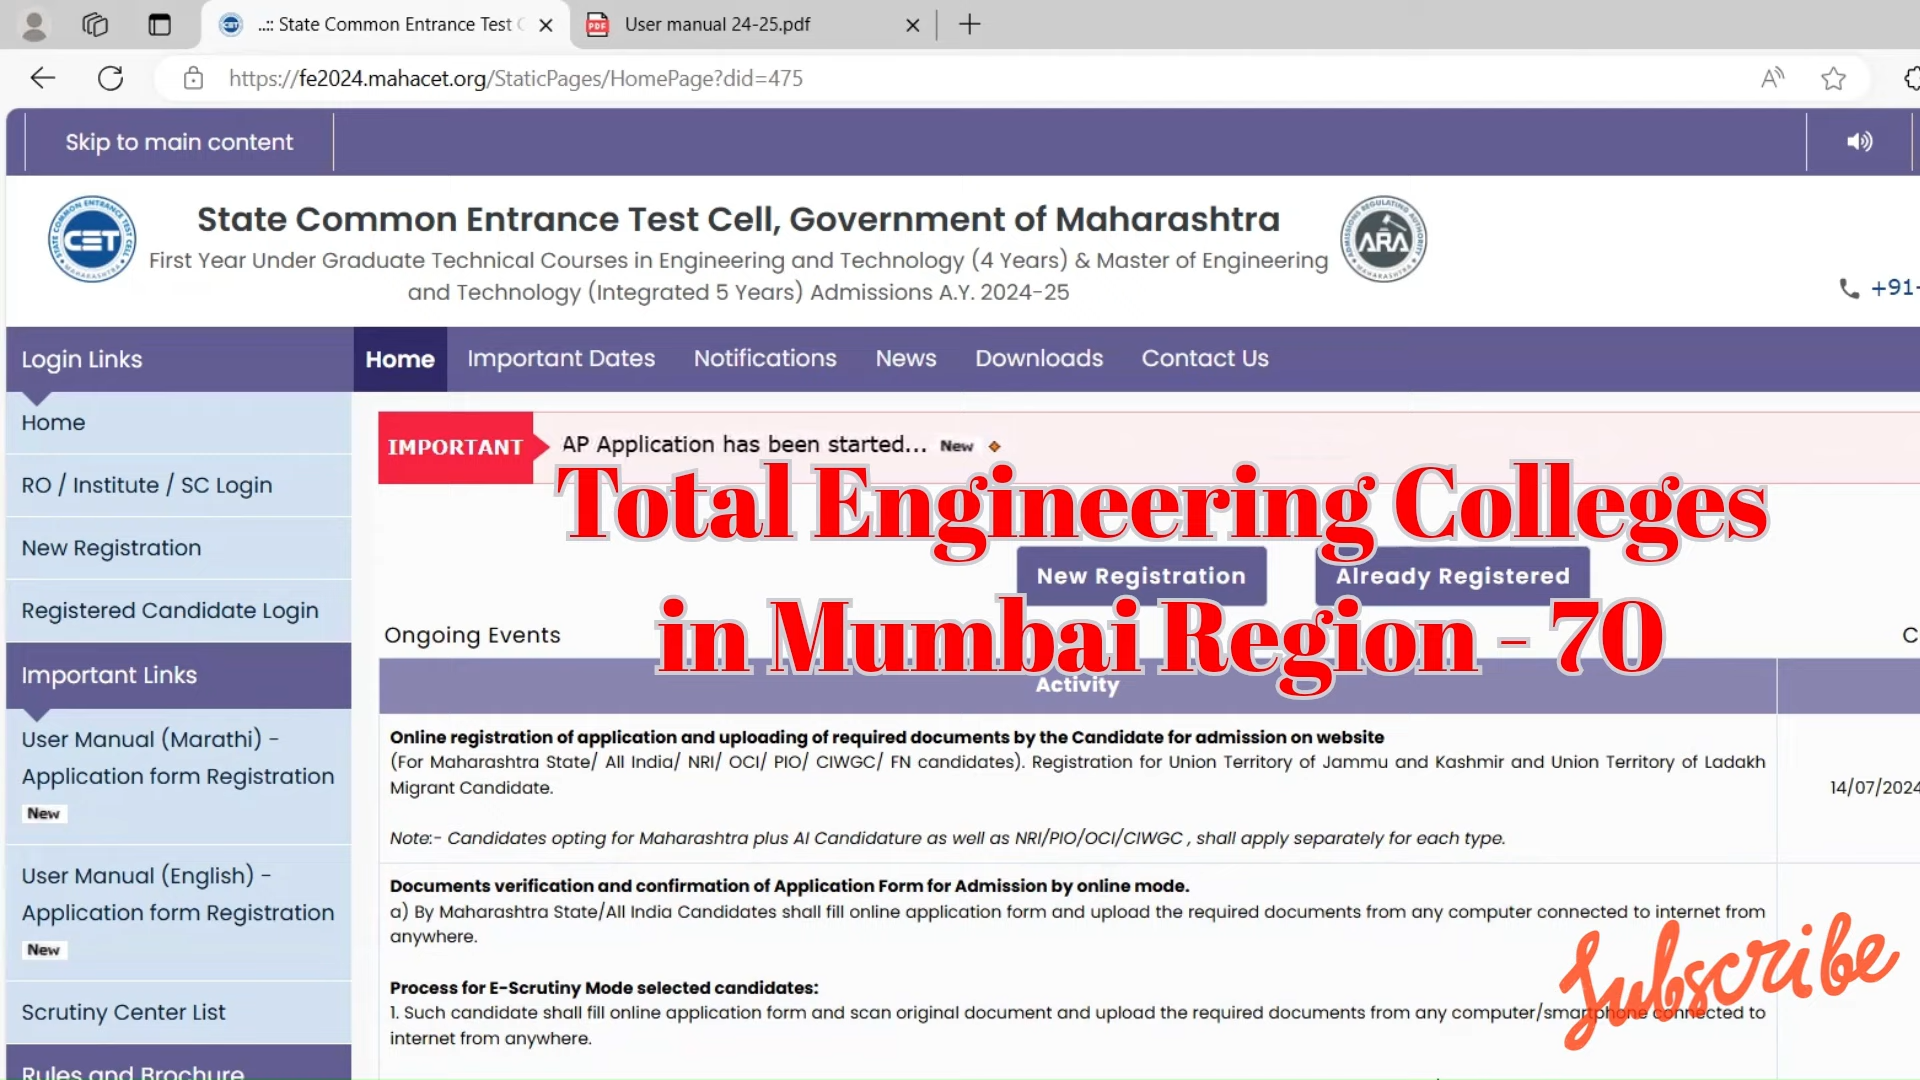 ..:: State Common Entrance Test C
User manual 24-25.pdf
https://fe2024.mahacet.org/StaticPages/HomePage?did=475
Skip to main content
State Common Entrance Test Cell, Government of Maharashtra
First Year Under Graduate Technical Courses in Engineering and Technology (4 Years) & Master of Engineering
and Technology (Integrated 5 Years) Admissions A.Y. 2024-25
STATE COMMON ENTRANCE TEST CELL
CET
MAHARASHTRA
ADMISSIONS REGULATING AUTHORITY
ARA
MAHARASHTRA
+91-
Login Links
Home
RO / Institute / SC Login
New Registration
Registered Candidate Login
Important Links
User Manual (Marathi) -
Application form Registration
New
User Manual (English) -
Application form Registration
New
Scrutiny Center List
Rules and Brochure
Home Important Dates Notifications News Downloads Contact Us
IMPORTANT AP Application has been started... New
Total Engineering Colleges
New Registration Already Registered
in Mumbai Region - 70
Ongoing Events
Activity
Online registration of application and uploading of required documents by the Candidate for admission on website
(For Maharashtra State/ All India/ NRI/ OCI/ PIO/ CIWGC/ FN candidates). Registration for Union Territory of Jammu and Kashmir and Union Territory of Ladakh
Migrant Candidate.
14/07/2024
Note:- Candidates opting for Maharashtra plus AI Candidature as well as NRI/PIO/OCI/CIWGC , shall apply separately for each type.
Documents verification and confirmation of Application Form for Admission by online mode.
a) By Maharashtra State/All India Candidates shall fill online application form and upload the required documents from any computer connected to internet from
anywhere.
Process for E-Scrutiny Mode selected candidates:
1. Such candidate shall fill online application form and scan original document and upload the required documents from any computer/smartphone connected to
internet from anywhere.
Subscribe